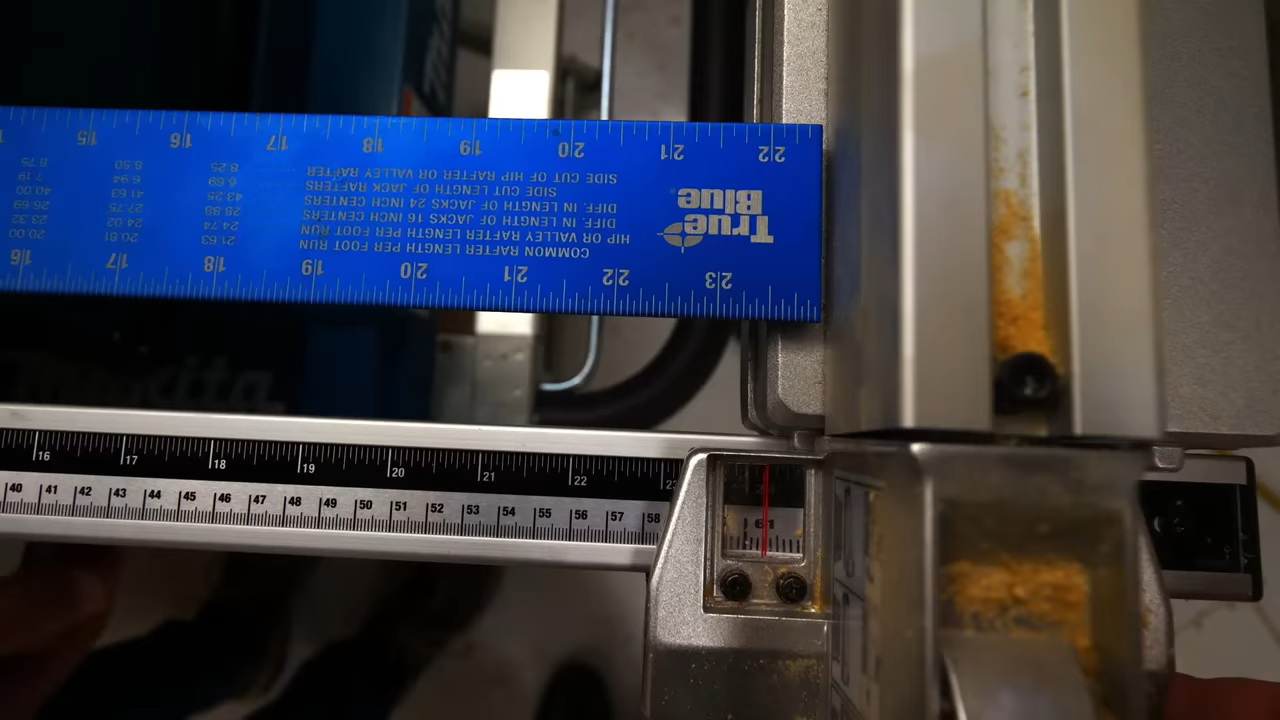 23 22 21 20 19 18 17 16
True
Blue®
COMMON RAFTER LENGTH PER FOOT RUN 21.63 20.81 20.00
HIP OR VALLEY RAFTER LENGTH PER FOOT RUN 24.74 24.02 23.32
DIFF. IN LENGTH OF JACKS 16 INCH CENTERS 28.88 27.75 26.69
DIFF. IN LENGTH OF JACKS 24 INCH CENTERS 43.25 41.63 40.00
SIDE CUT LENGTH OF JACK RAFTERS 6.69 6.94 7.19
SIDE CUT OF HIP RAFTER OR VALLEY RAFTER 8.25 8.50 8.75
22 21 20 19 18 17 16 15
makita
16 17 18 19 20 21 22 23
40 41 42 43 44 45 46 47 48 49 50 51 52 53 54 55 56 57 58
61